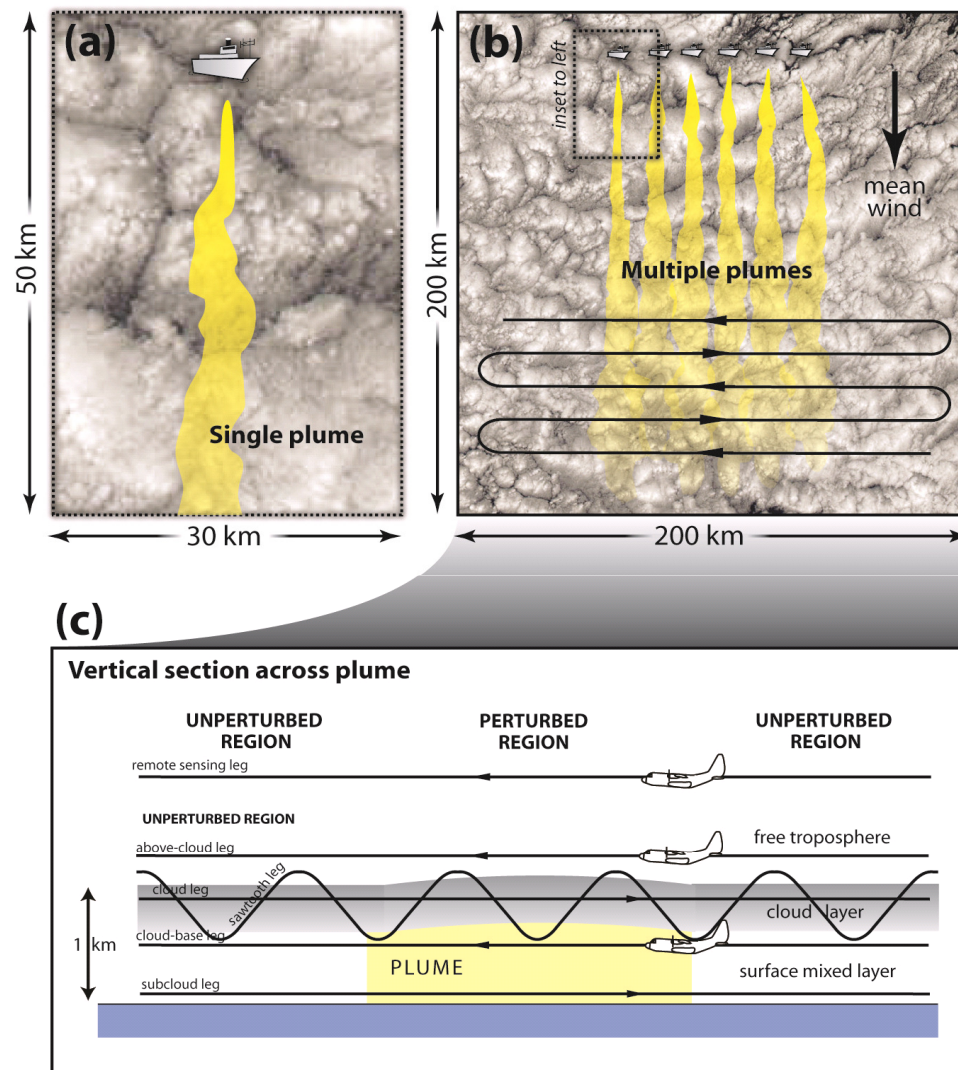 (a)
50 km
Single plume
30 km
(b)
inset to left
200 km
mean
wind
Multiple plumes
200 km
(c)
Vertical section across plume
UNPERTURBED
REGION
PERTURBED
REGION
UNPERTURBED
REGION
remote sensing leg
UNPERTURBED REGION
above-cloud leg
free troposphere
sawtooth leg
cloud leg
cloud layer
1 km
cloud-base leg
PLUME
surface mixed layer
subcloud leg